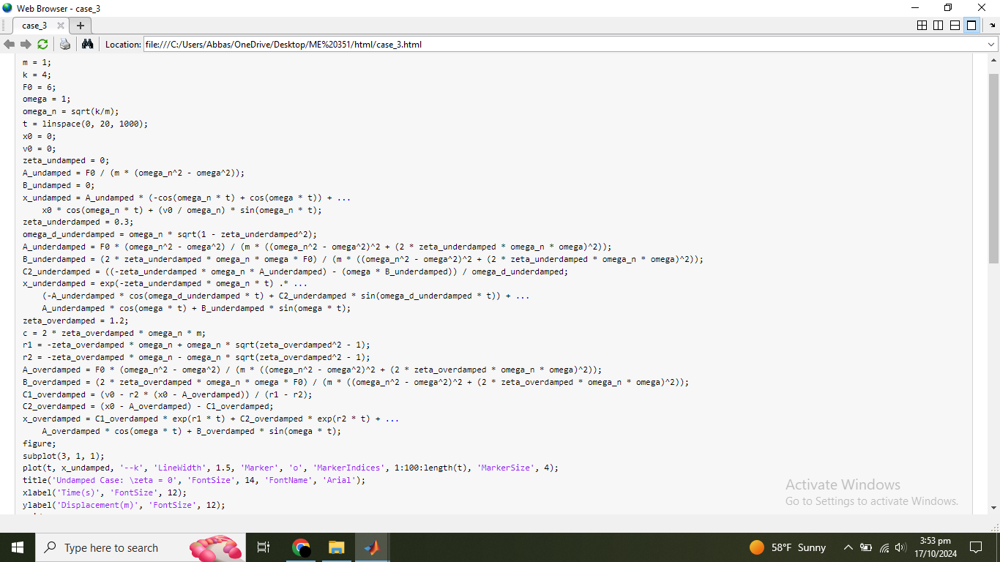 Web Browser - case_3
case_3
Location: file:///C:/Users/Abbas/OneDrive/Desktop/ME%20351/html/case_3.html
m = 1;
k = 4;
F0 = 6;
omega = 1;
omega_n = sqrt(k/m);
t = linspace(0, 20, 1000);
x0 = 0;
v0 = 0;
zeta_undamped = 0;
A_undamped = F0 / (m * (omega_n^2 - omega^2));
B_undamped = 0;
x_undamped = A_undamped * (-cos(omega_n * t) + cos(omega * t)) + ...
x0 * cos(omega_n * t) + (v0 / omega_n) * sin(omega_n * t);
zeta_underdamped = 0.3;
omega_d_underdamped = omega_n * sqrt(1 - zeta_underdamped^2);
A_underdamped = F0 * (omega_n^2 - omega^2) / (m * ((omega_n^2 - omega^2)^2 + (2 * zeta_underdamped * omega_n * omega)^2));
B_underdamped = (2 * zeta_underdamped * omega_n * omega * F0) / (m * ((omega_n^2 - omega^2)^2 + (2 * zeta_underdamped * omega_n * omega)^2));
C2_underdamped = ((-zeta_underdamped * omega_n * A_underdamped) - (omega * B_underdamped)) / omega_d_underdamped;
x_underdamped = exp(-zeta_underdamped * omega_n * t) .* ...
(-A_underdamped * cos(omega_d_underdamped * t) + C2_underdamped * sin(omega_d_underdamped * t)) + ...
A_underdamped * cos(omega * t) + B_underdamped * sin(omega * t);
zeta_overdamped = 1.2;
c = 2 * zeta_overdamped * omega_n * m;
r1 = -zeta_overdamped * omega_n + omega_n * sqrt(zeta_overdamped^2 - 1);
r2 = -zeta_overdamped * omega_n - omega_n * sqrt(zeta_overdamped^2 - 1);
A_overdamped = F0 * (omega_n^2 - omega^2) / (m * ((omega_n^2 - omega^2)^2 + (2 * zeta_overdamped * omega_n * omega)^2));
B_overdamped = (2 * zeta_overdamped * omega_n * omega * F0) / (m * ((omega_n^2 - omega^2)^2 + (2 * zeta_overdamped * omega_n * omega)^2));
C1_overdamped = (v0 - r2 * (x0 - A_overdamped)) / (r1 - r2);
C2_overdamped = (x0 - A_overdamped) - C1_overdamped;
x_overdamped = C1_overdamped * exp(r1 * t) + C2_overdamped * exp(r2 * t) + ...
A_overdamped * cos(omega * t) + B_overdamped * sin(omega * t);
figure;
subplot(3, 1, 1);
plot(t, x_undamped, '--k', 'LineWidth', 1.5, 'Marker', 'o', 'MarkerIndices', 1:100:length(t), 'MarkerSize', 4);
title('Undamped Case: \zeta = 0', 'FontSize', 14, 'FontName', 'Arial');
xlabel('Time(s)', 'FontSize', 12);
ylabel('Displacement(m)', 'FontSize', 12);
Activate Windows
Go to Settings to activate Windows.
Type here to search
58°F Sunny
3:53 pm
17/10/2024